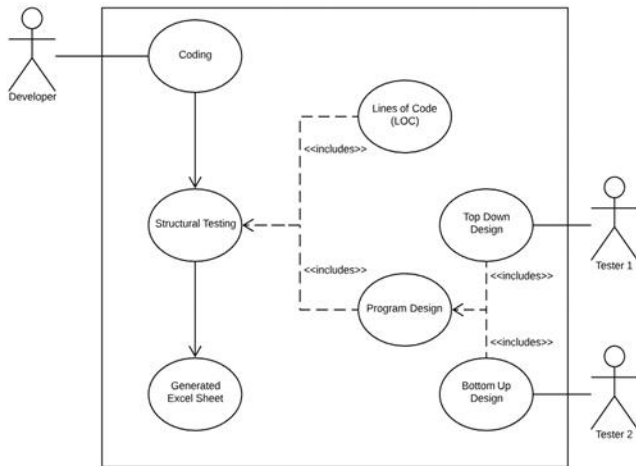 Coding
Developer
Lines of Code
(LOC)
<<includes>>
Structural Testing
Top Down
Design
Tester 1
<<includes>>
<<includes>>
Program Design
<<includes>>
Generated
Excel Sheet
Bottom Up
Design
Tester 2